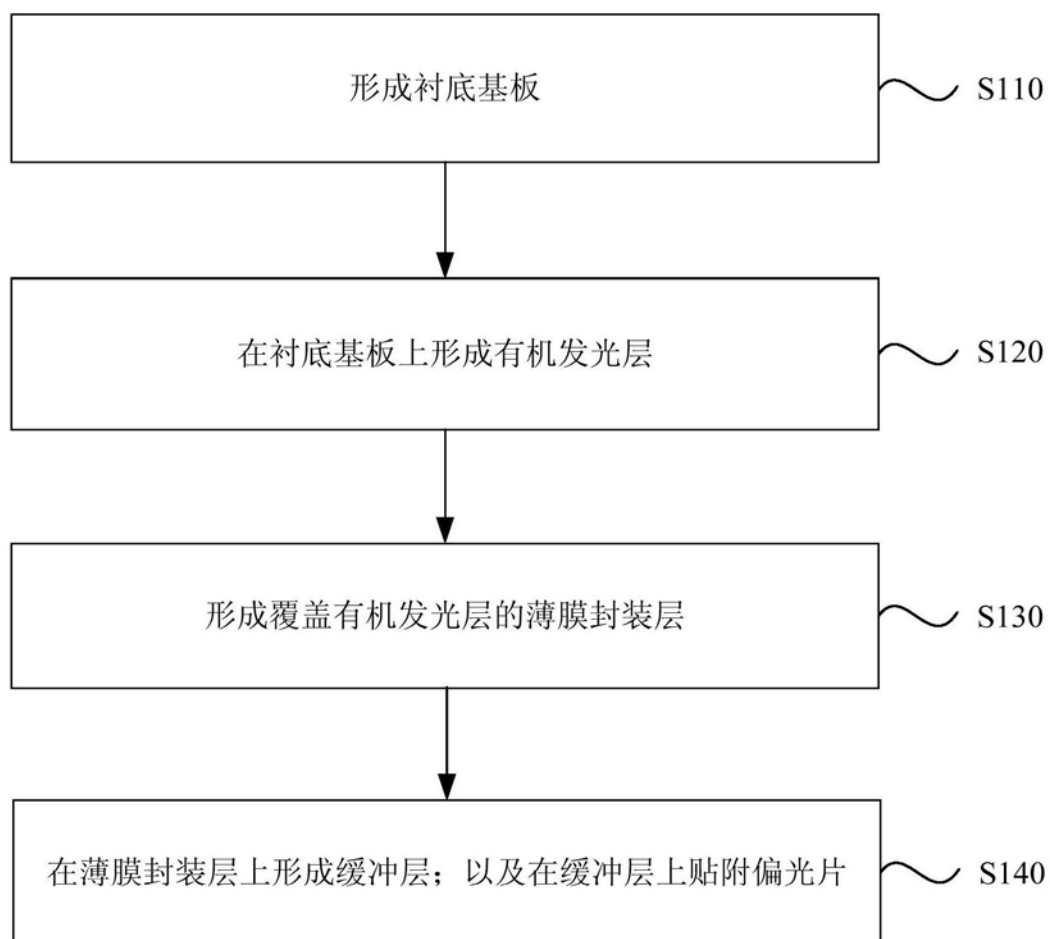 形成衬底基板
S110
在衬底基板上形成有机发光层
S120
形成覆盖有机发光层的薄膜封装层
S130
在薄膜封装层上形成缓冲层；以及在缓冲层上贴附偏光片
S140